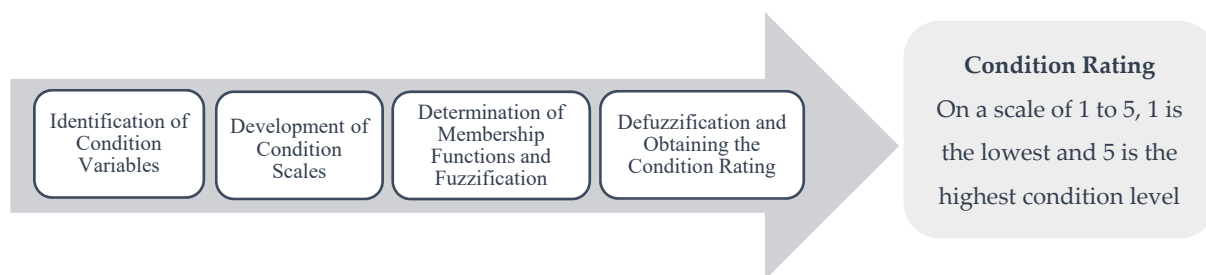 Identification of
Condition
Variables
Development of
Condition
Scales
Determination of
Membership
Functions and
Fuzzification
Defuzzification and
Obtaining the
Condition Rating
Condition Rating
On a scale of 1 to 5, 1 is
the lowest and 5 is the
highest condition level